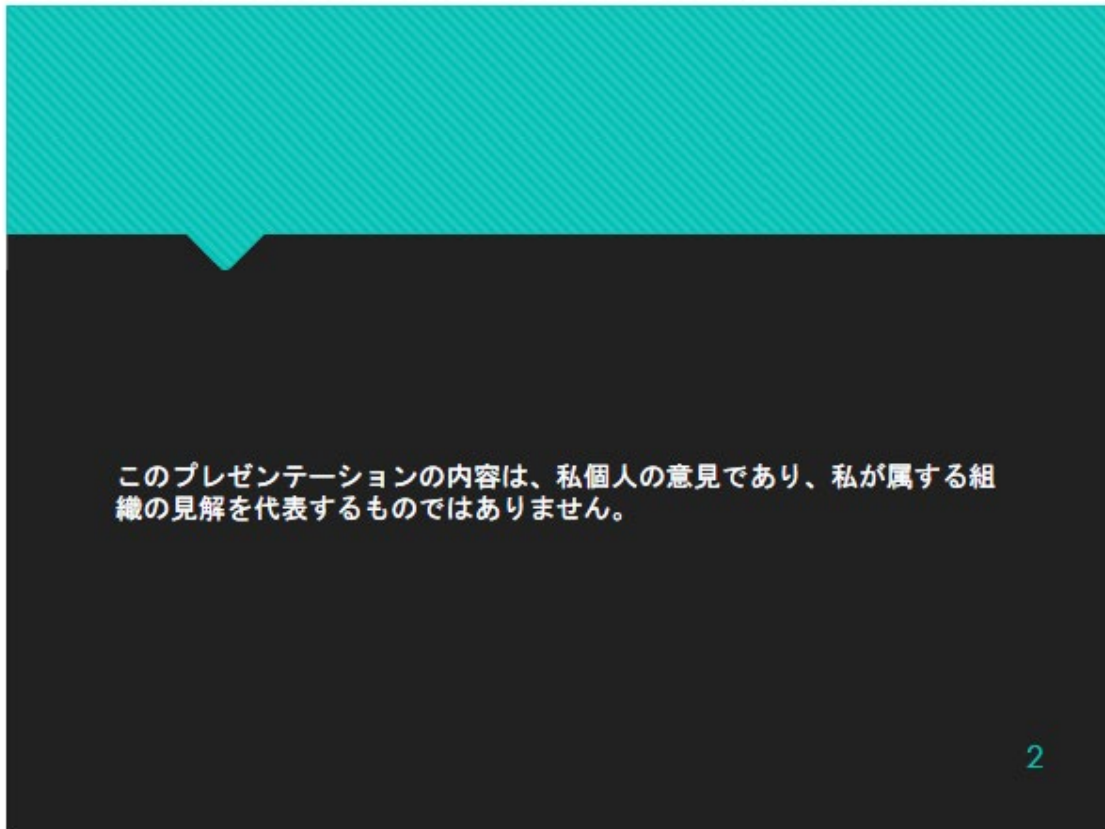 このプレゼンテーションの内容は、私個人の意見であり、私が属する組
織の見解を代表するものではありません。
2